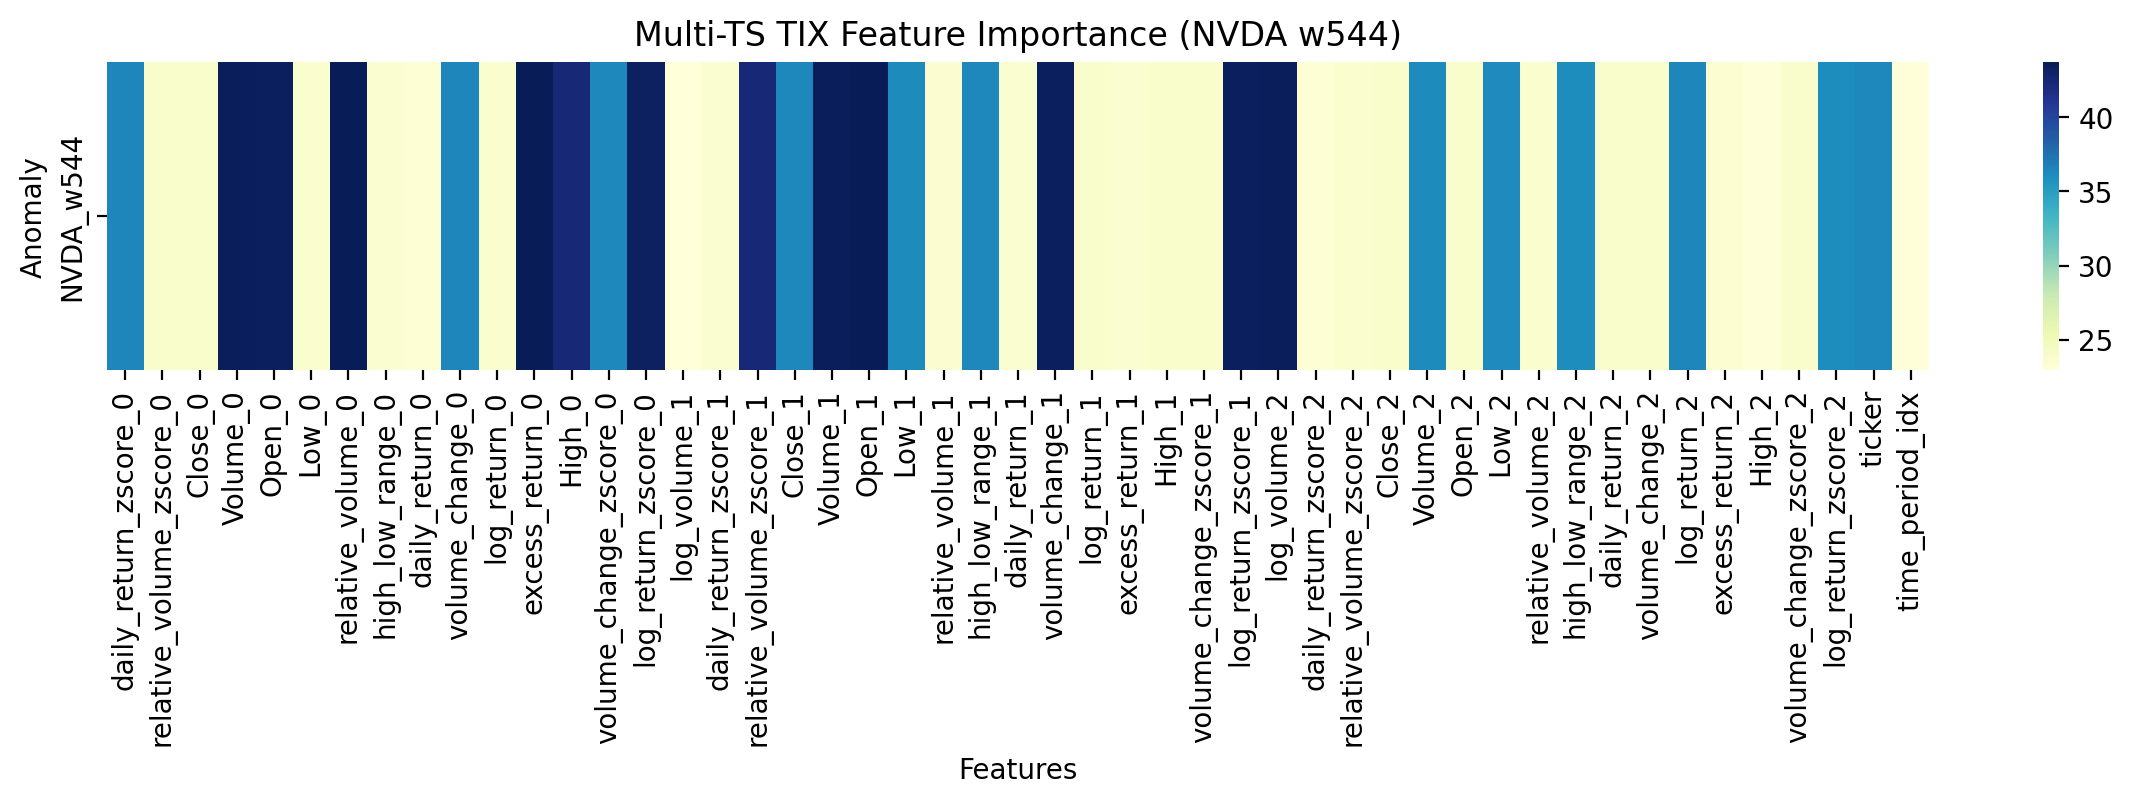 Multi-TS TIX Feature Importance (NVDA w544)
Anomaly
NVDA_w544
40
35
30
25
daily_return_zscore_0
relative_volume_zscore_0
Close_0
Volume_0
Open_0
Low_0
relative_volume_0
high_low_range_0
daily_return_0
volume_change_0
log_return_0
excess_return_0
High_0
volume_change_zscore_0
log_return_zscore_0
log_volume_1
daily_return_zscore_1
relative_volume_zscore_1
Close_1
Volume_1
Open_1
Low_1
relative_volume_1
high_low_range_1
daily_return_1
volume_change_1
log_return_1
excess_return_1
High_1
volume_change_zscore_1
log_return_zscore_1
log_volume_2
daily_return_zscore_2
relative_volume_zscore_2
Close_2
Volume_2
Open_2
Low_2
relative_volume_2
high_low_range_2
daily_return_2
volume_change_2
log_return_2
excess_return_2
High_2
volume_change_zscore_2
log_return_zscore_2
ticker
time_period_idx
Features